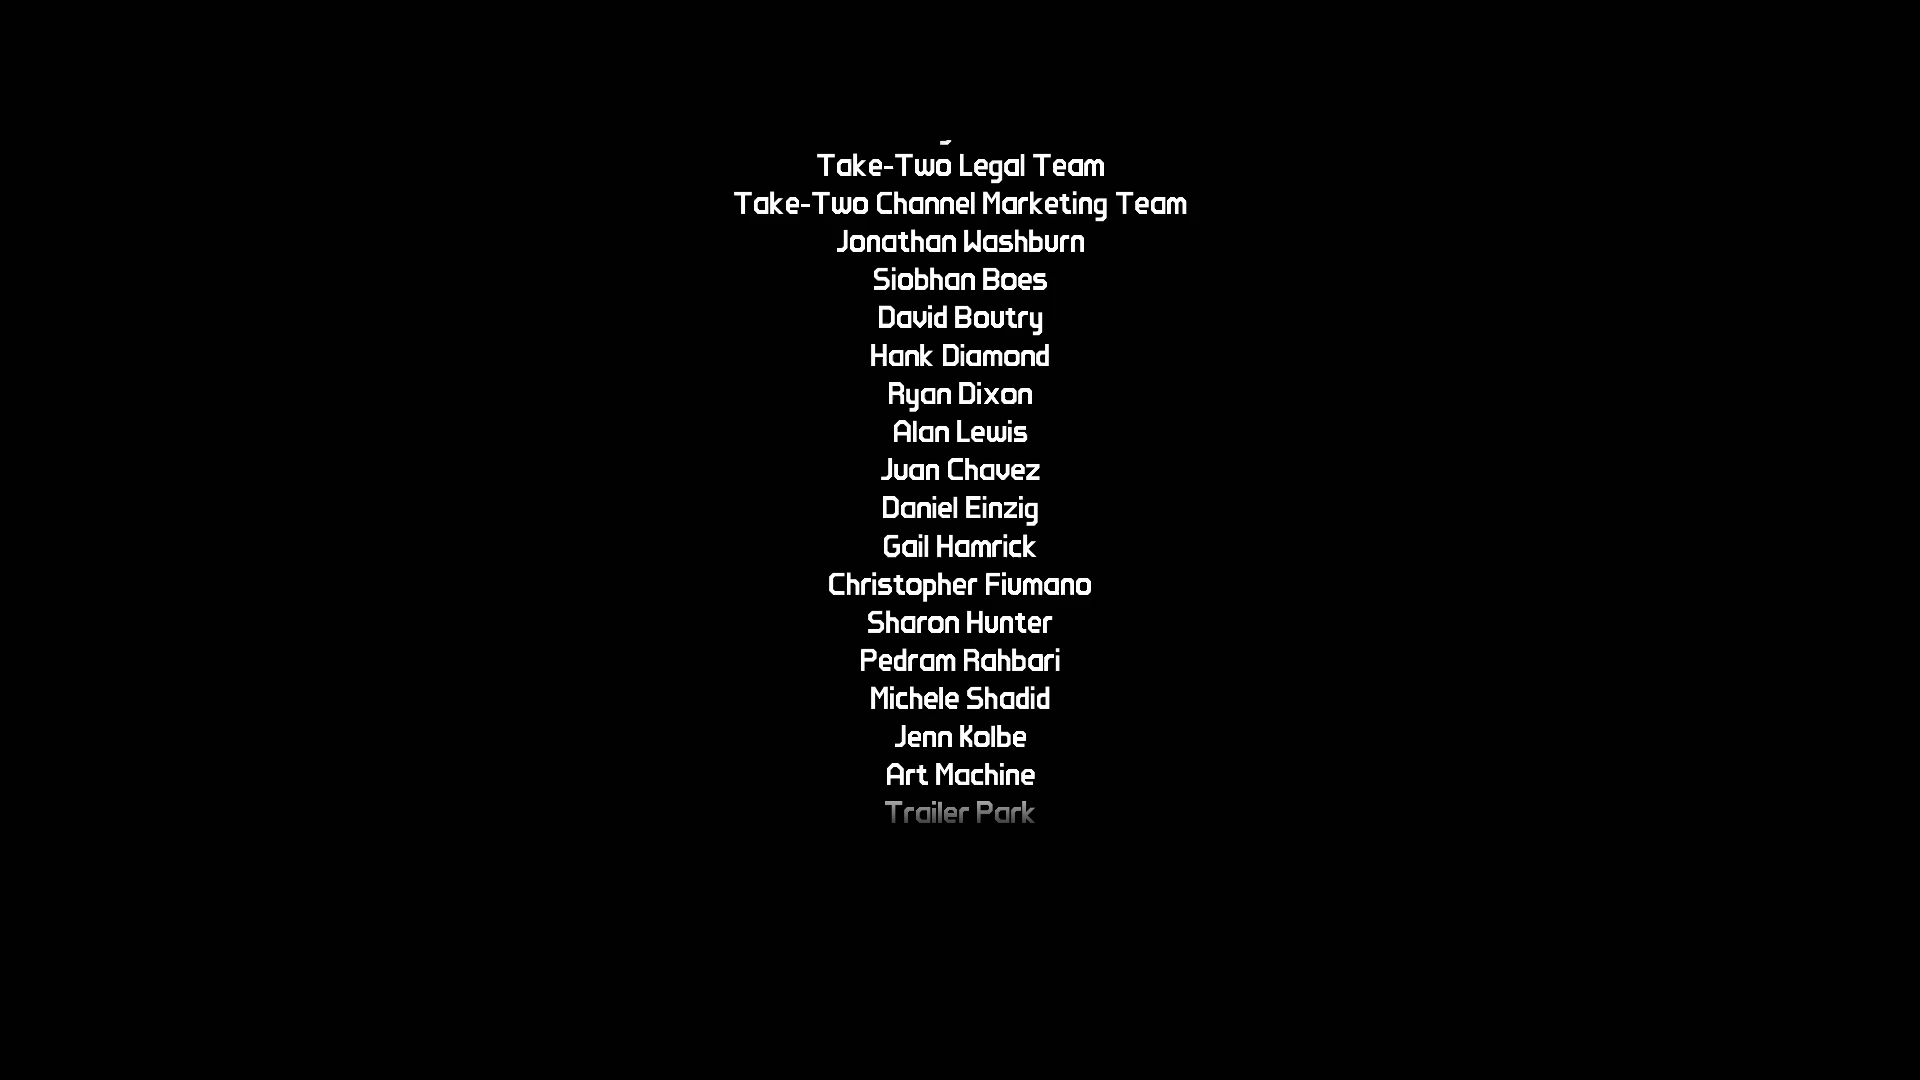 Take-Two Legal Team
Take-Two Channel Marketing Team
Jonathan Washburn
Siobhan Boes
David Boutry
Hank Diamond
Ryan Dixon
Alan Lewis
Juan Chavez
Daniel Einzig
Gail Hamrick
Christopher Fiumano
Sharon Hunter
Pedram Rahbari
Michele Shadid
Jenn Kolbe
Art Machine
Trailer Park